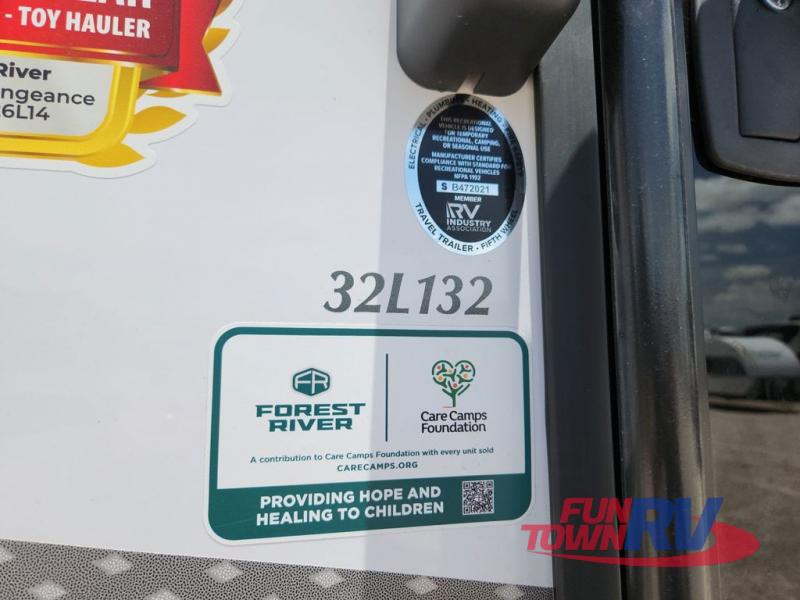 - TOY HAULER
River
ngeance
6L14
ELECTRICAL • PLUMBING • HEATING •
THIS RECREATIONAL
VEHICLE IS DESIGNED
FOR TEMPORARY
RECREATIONAL, CAMPING,
OR SEASONAL USE
MANUFACTURER CERTIFIES
COMPLIANCE WITH STANDARD FOR
RECREATIONAL VEHICLES
NFPA 1192
S B472021
MEMBER
RV
INDUSTRY
ASSOCIATION
TRAVEL TRAILER • FIFTH WHEEL
32L132
FR
FOREST
RIVER
Care Camps
Foundation
A contribution to Care Camps Foundation with every unit sold
CARECAMPS.ORG
PROVIDING HOPE AND
HEALING TO CHILDREN
FUN
TOWN
RV